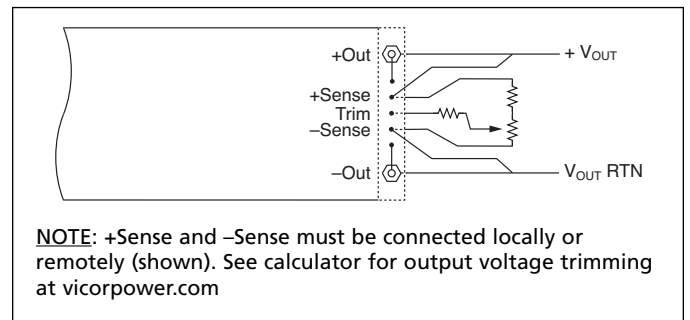 +Out
+ VOUT
+Sense
Trim
–Sense
–Out
VOUT RTN
NOTE: +Sense and –Sense must be connected locally or
remotely (shown). See calculator for output voltage trimming
at vicorpower.com